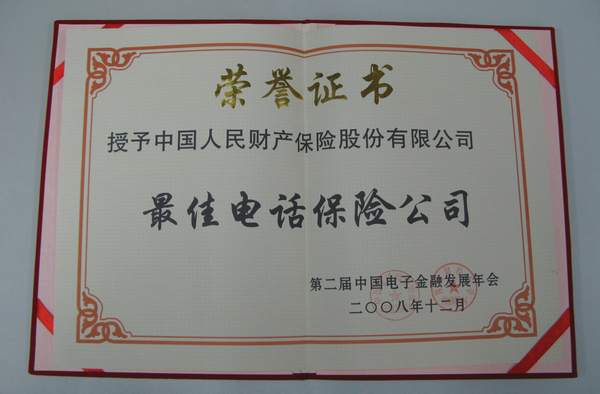 荣誉证书
授予中国人民财产保险股份有限公司
最佳电话保险公司
第二届中国电子金融发展年会
二〇〇八年十二月